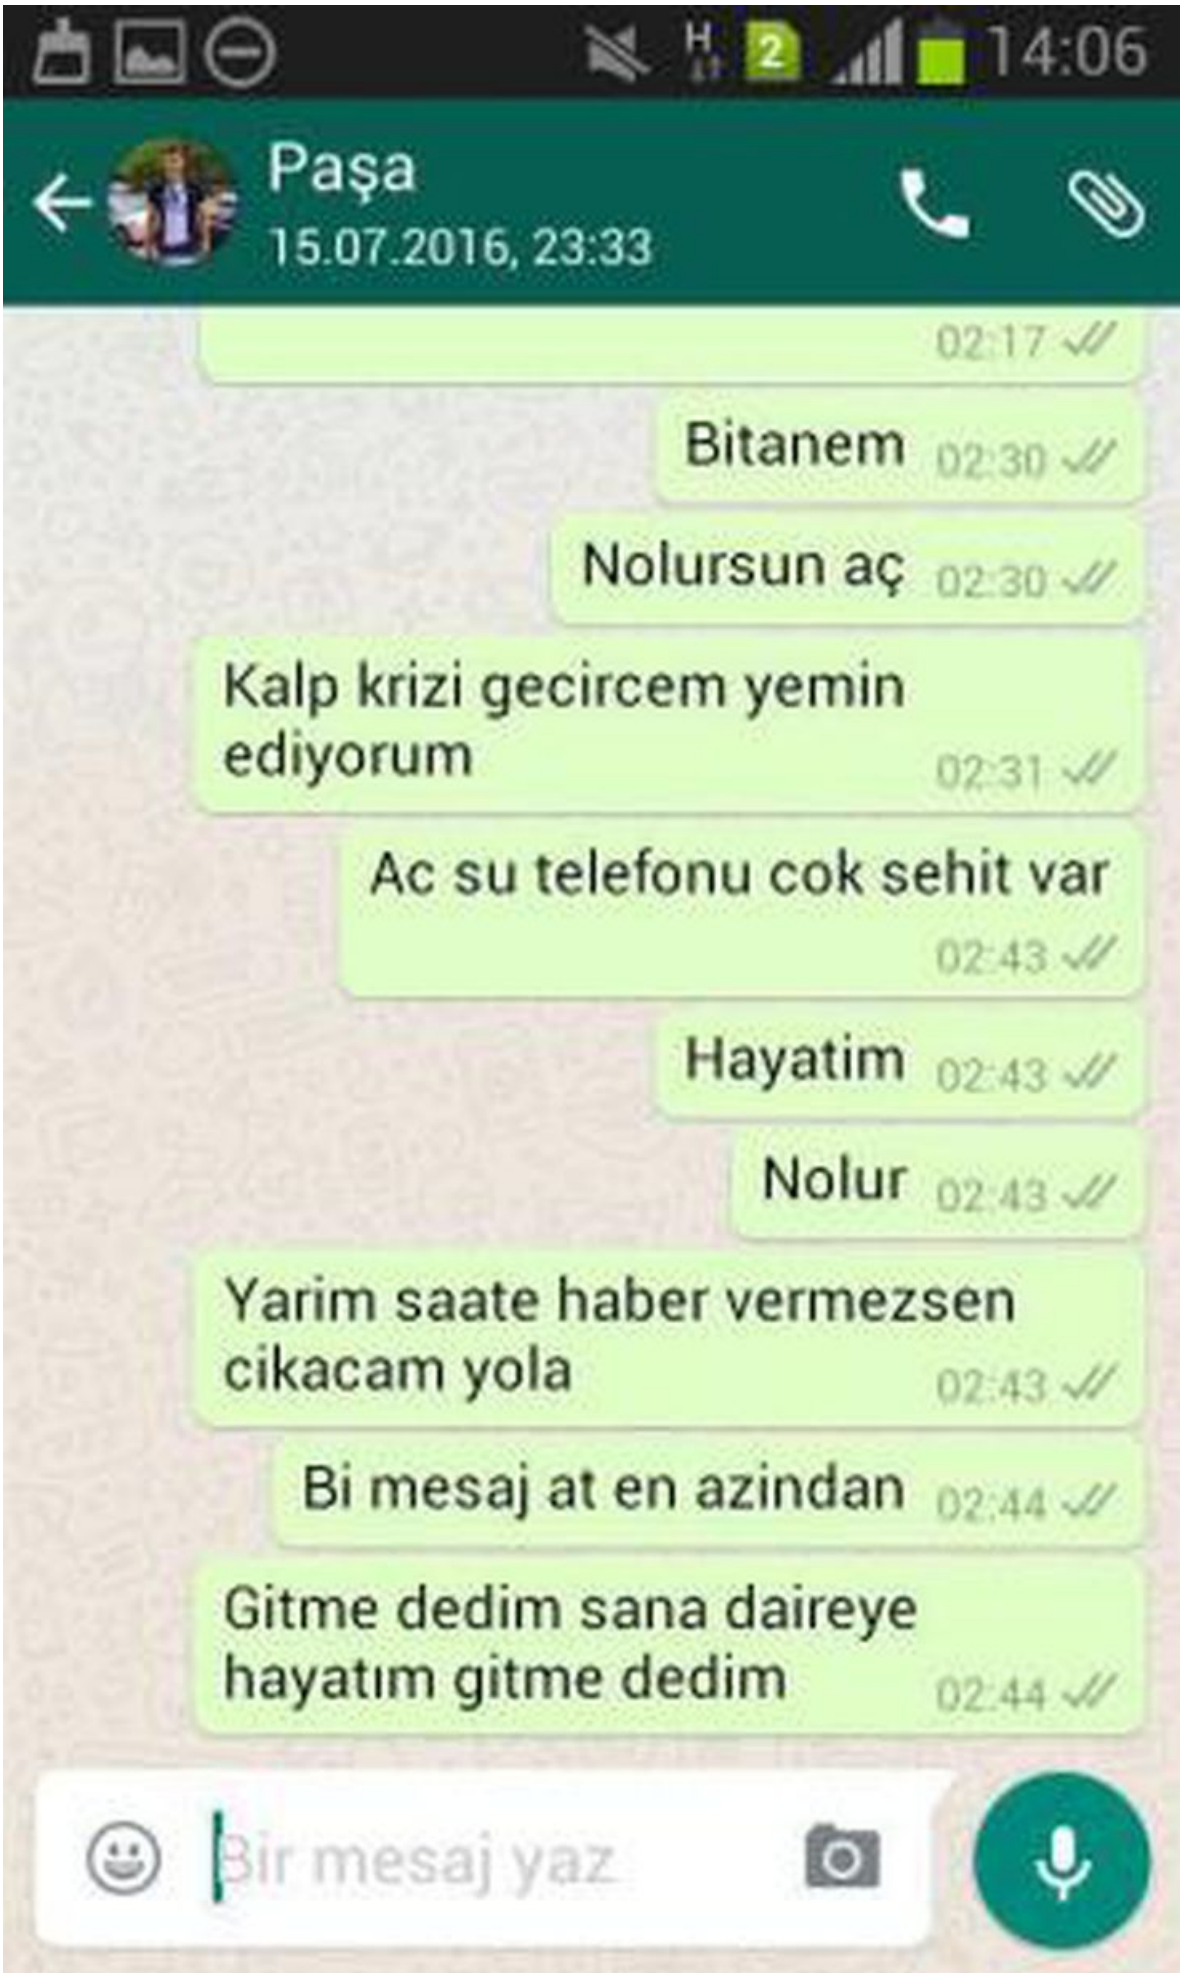 H 2 14:06
Paşa
15.07.2016, 23:33
02:17
Bitanem 02:30
Nolursun aç 02:30
Kalp krizi gecircem yemin
ediyorum 02:31
Ac su telefonu cok sehit var
02:43
Hayatim 02:43
Nolur 02:43
Yarim saate haber vermezsen
cikacam yola 02:43
Bi mesaj at en azindan 02:44
Gitme dedim sana daireye
hayatım gitme dedim 02:44
Bir mesaj yaz